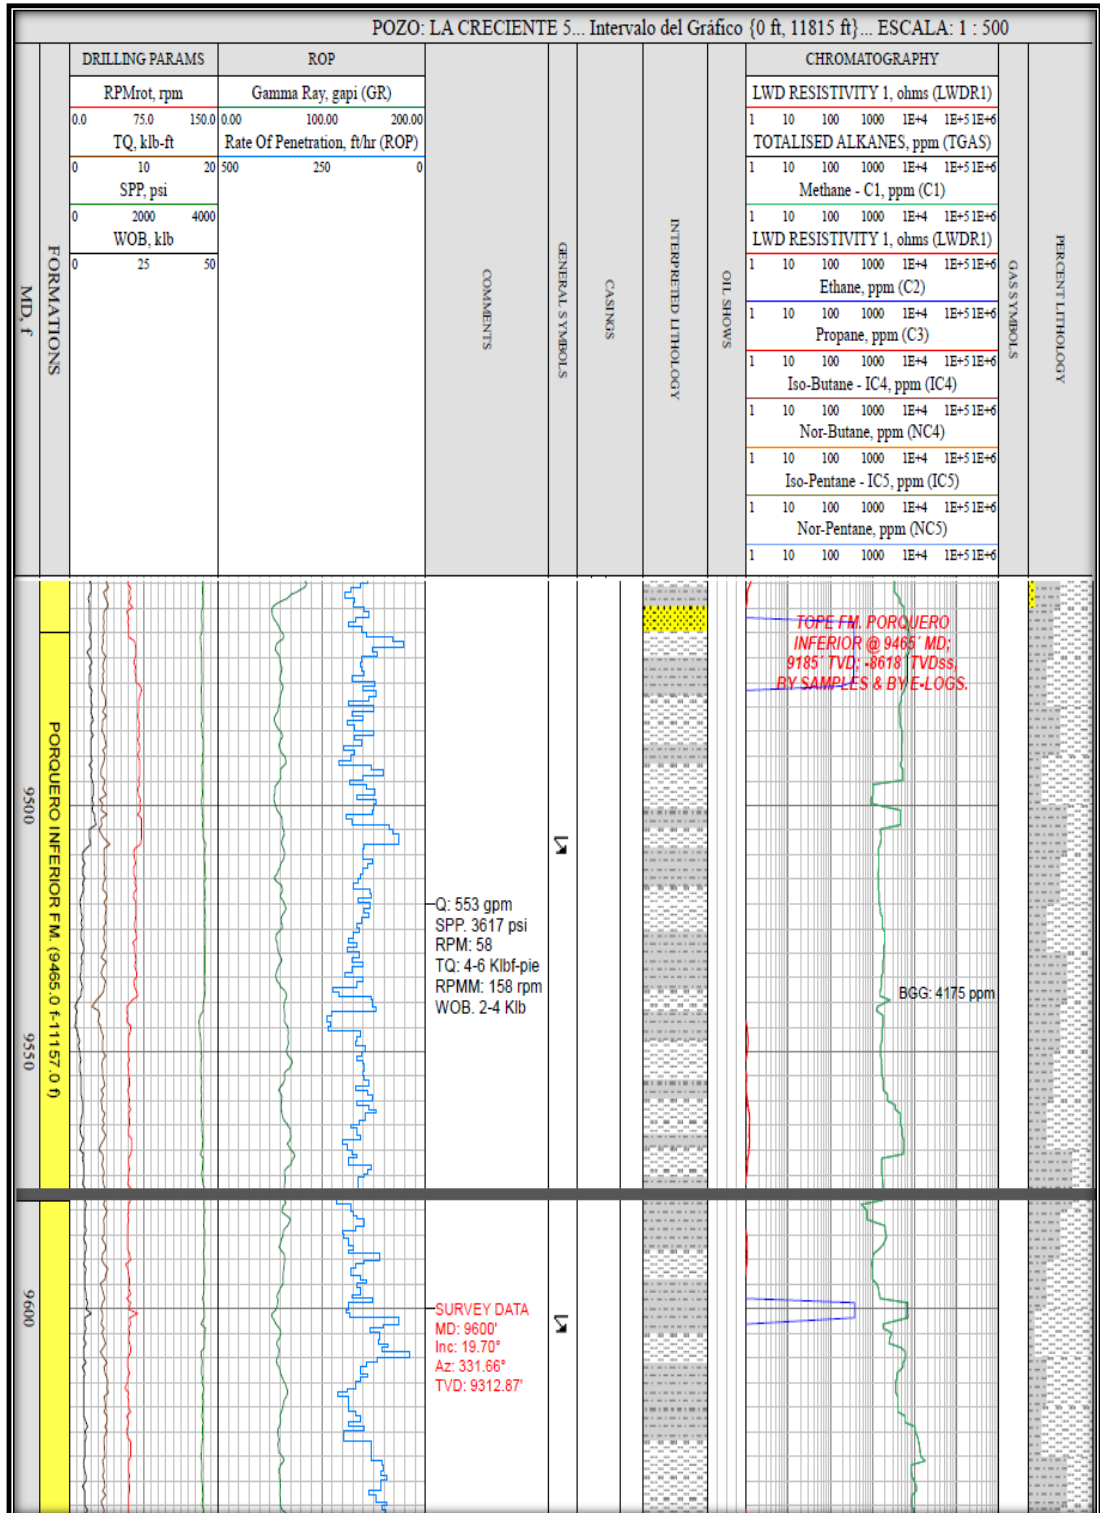 POZO: LA CRECIENTE 5... Intervalo del Gráfico {0 ft, 11815 ft}... ESCALA: 1 : 500
DRILLING PARAMS
ROP
CHROMATOGRAPHY
MD, f
FORMATIONS
RPMrot, rpm
0.0 75.0 150.0
TQ, klb-ft
0 10 20
SPP, psi
0 2000 4000
WOB, klb
0 25 50
Gamma Ray, gapi (GR)
0.00 100.00 200.00
Rate Of Penetration, ft/hr (ROP)
500 250 0
COMMENTS
GENERAL SYMBOLS
CASINGS
INTERPRETED LITHOLOGY
OIL SHOWS
LWD RESISTIVITY 1, ohms (LWDR1)
1 10 100 1000 1E+4 1E+5 1E+6
TOTALISED ALKANES, ppm (TGAS)
1 10 100 1000 1E+4 1E+5 1E+6
Methane - C1, ppm (C1)
1 10 100 1000 1E+4 1E+5 1E+6
LWD RESISTIVITY 1, ohms (LWDR1)
1 10 100 1000 1E+4 1E+5 1E+6
Ethane, ppm (C2)
1 10 100 1000 1E+4 1E+5 1E+6
Propane, ppm (C3)
1 10 100 1000 1E+4 1E+5 1E+6
Iso-Butane - IC4, ppm (IC4)
1 10 100 1000 1E+4 1E+5 1E+6
Nor-Butane, ppm (NC4)
1 10 100 1000 1E+4 1E+5 1E+6
Iso-Pentane - IC5, ppm (IC5)
1 10 100 1000 1E+4 1E+5 1E+6
Nor-Pentane, ppm (NC5)
1 10 100 1000 1E+4 1E+5 1E+6
GAS SYMBOLS
PERCENT LITHOLOGY
TOPE FM. PORQUERO
INFERIOR @ 9465´ MD;
9185´ TVD; -8618´ TVDss,
BY SAMPLES & BY E-LOGS.
PORQUERO INFERIOR FM. (9465.0 f-11157.0 f)
9500
Q: 553 gpm
SPP. 3617 psi
RPM: 58
TQ: 4-6 Klbf-pie
RPMM: 158 rpm
WOB. 2-4 Klb
BGG: 4175 ppm
9550
9600
SURVEY DATA
MD: 9600'
Inc: 19.70°
Az: 331.66°
TVD: 9312.87'